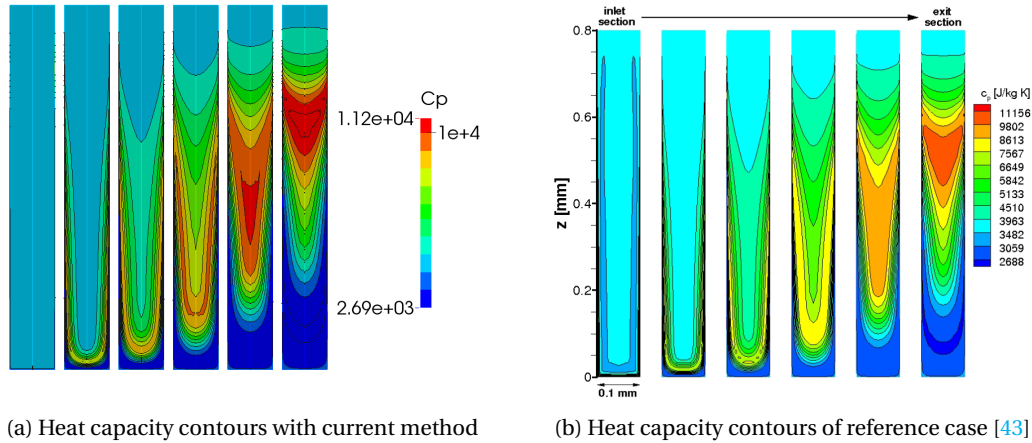 Cp
1.12e+04
1e+4
2.69e+03
inlet
section
exit
section
z [mm]
0.8
0.6
0.4
0.2
0
0.1 mm
cp [J/kg K]
11156
9802
8613
7567
6649
5842
5133
4510
3963
3482
2688
(a) Heat capacity contours with current method
(b) Heat capacity contours of reference case [43]